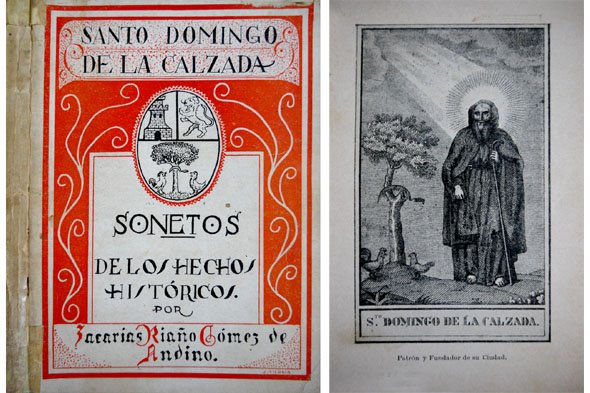 SANTO DOMINGO
DE LA CALZADA
SONETOS
DE LOS HECHOS
HISTÓRICOS.
POR
Zacarías Riaño Gómez de
Andino.
S.TO DOMINGO DE LA CALZADA.
Patrón y Fundador de su Ciudad.